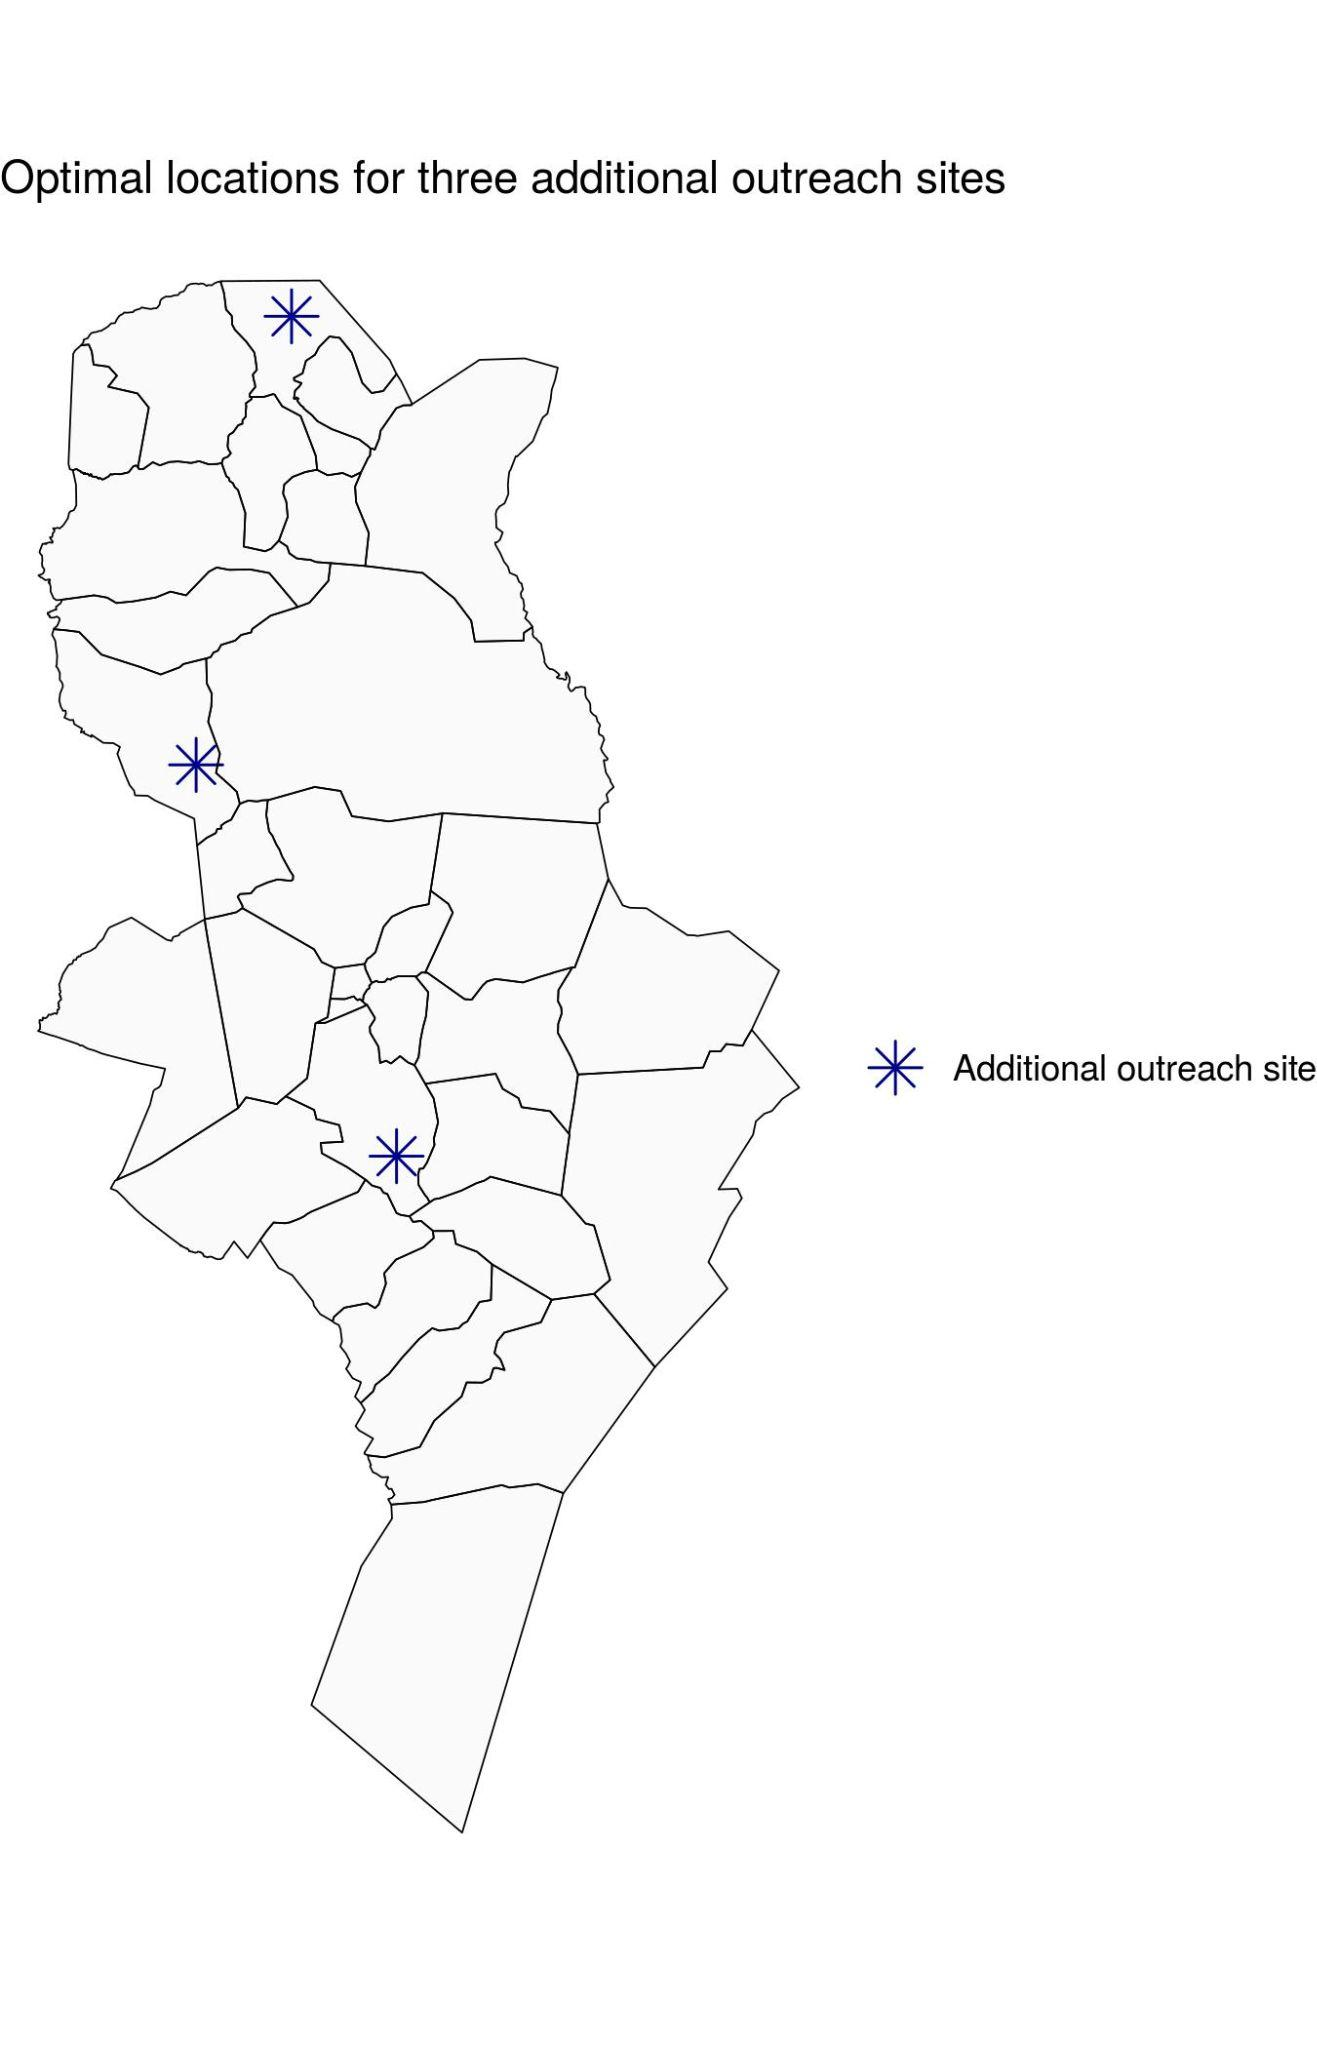 Optimal locations for three additional outreach sites
Additional outreach site